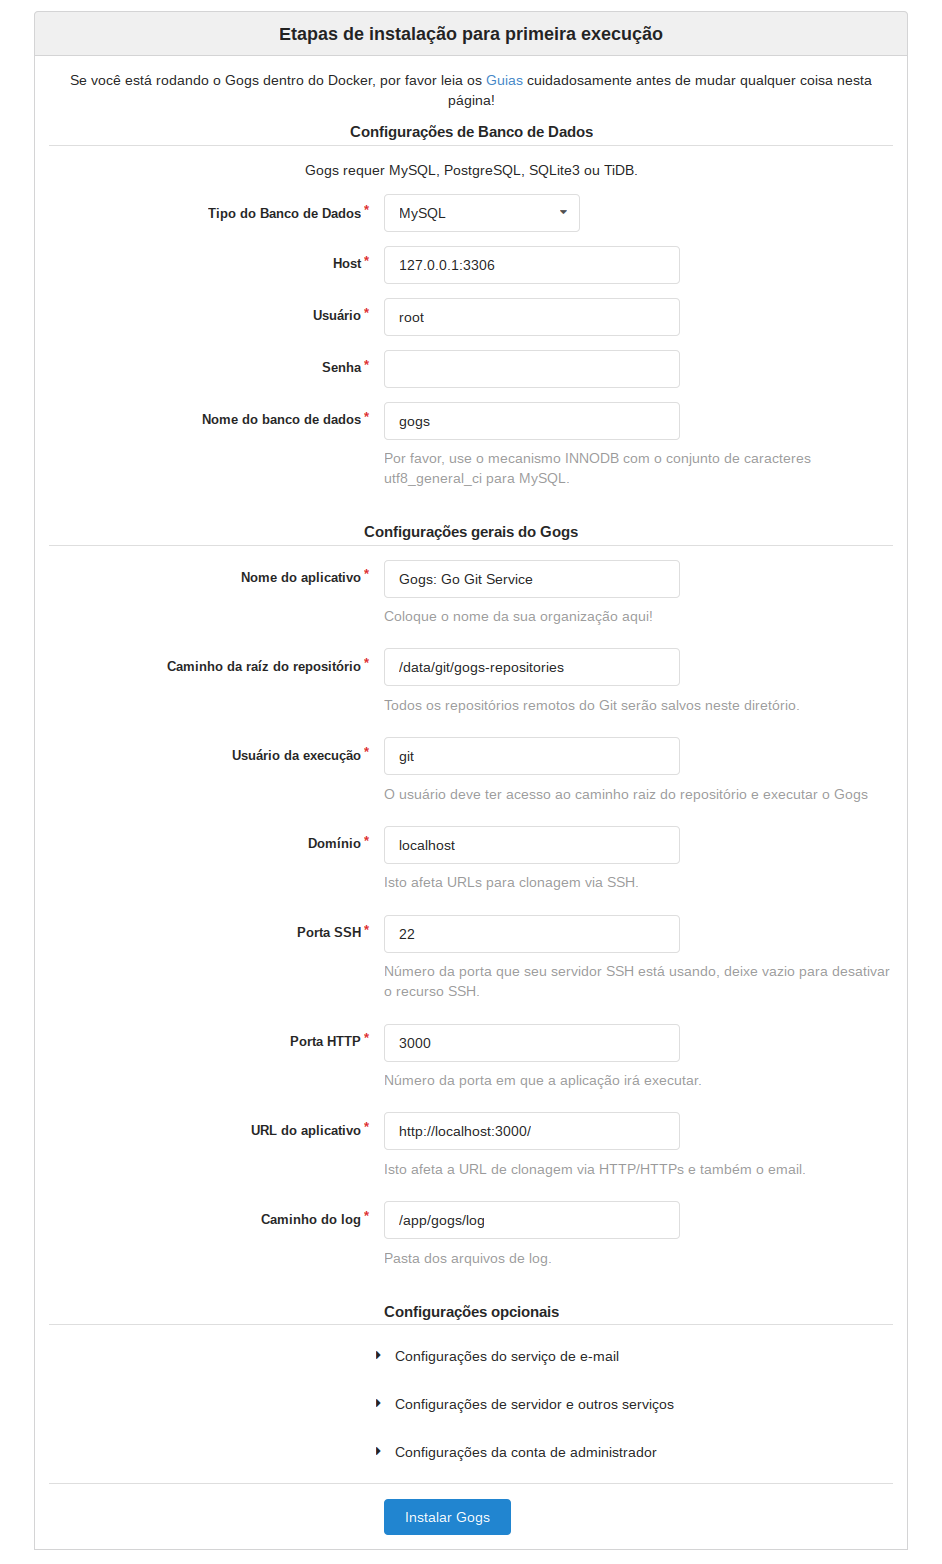 Etapas de instalação para primeira execução
Se você está rodando o Gogs dentro do Docker, por favor leia os Guias cuidadosamente antes de mudar qualquer coisa nesta
página!
Configurações de Banco de Dados
Gogs requer MySQL, PostgreSQL, SQLite3 ou TiDB.
Tipo do Banco de Dados * MySQL
Host * 127.0.0.1:3306
Usuário * root
Senha *
Nome do banco de dados * gogs
Por favor, use o mecanismo INNODB com o conjunto de caracteres
utf8_general_ci para MySQL.
Configurações gerais do Gogs
Nome do aplicativo * Gogs: Go Git Service
Coloque o nome da sua organização aqui!
Caminho da raíz do repositório * /data/git/gogs-repositories
Todos os repositórios remotos do Git serão salvos neste diretório.
Usuário da execução * git
O usuário deve ter acesso ao caminho raiz do repositório e executar o Gogs
Domínio * localhost
Isto afeta URLs para clonagem via SSH.
Porta SSH * 22
Número da porta que seu servidor SSH está usando, deixe vazio para desativar
o recurso SSH.
Porta HTTP * 3000
Número da porta em que a aplicação irá executar.
URL do aplicativo * http://localhost:3000/
Isto afeta a URL de clonagem via HTTP/HTTPs e também o email.
Caminho do log * /app/gogs/log
Pasta dos arquivos de log.
Configurações opcionais
Configurações do serviço de e-mail
Configurações de servidor e outros serviços
Configurações da conta de administrador
Instalar Gogs